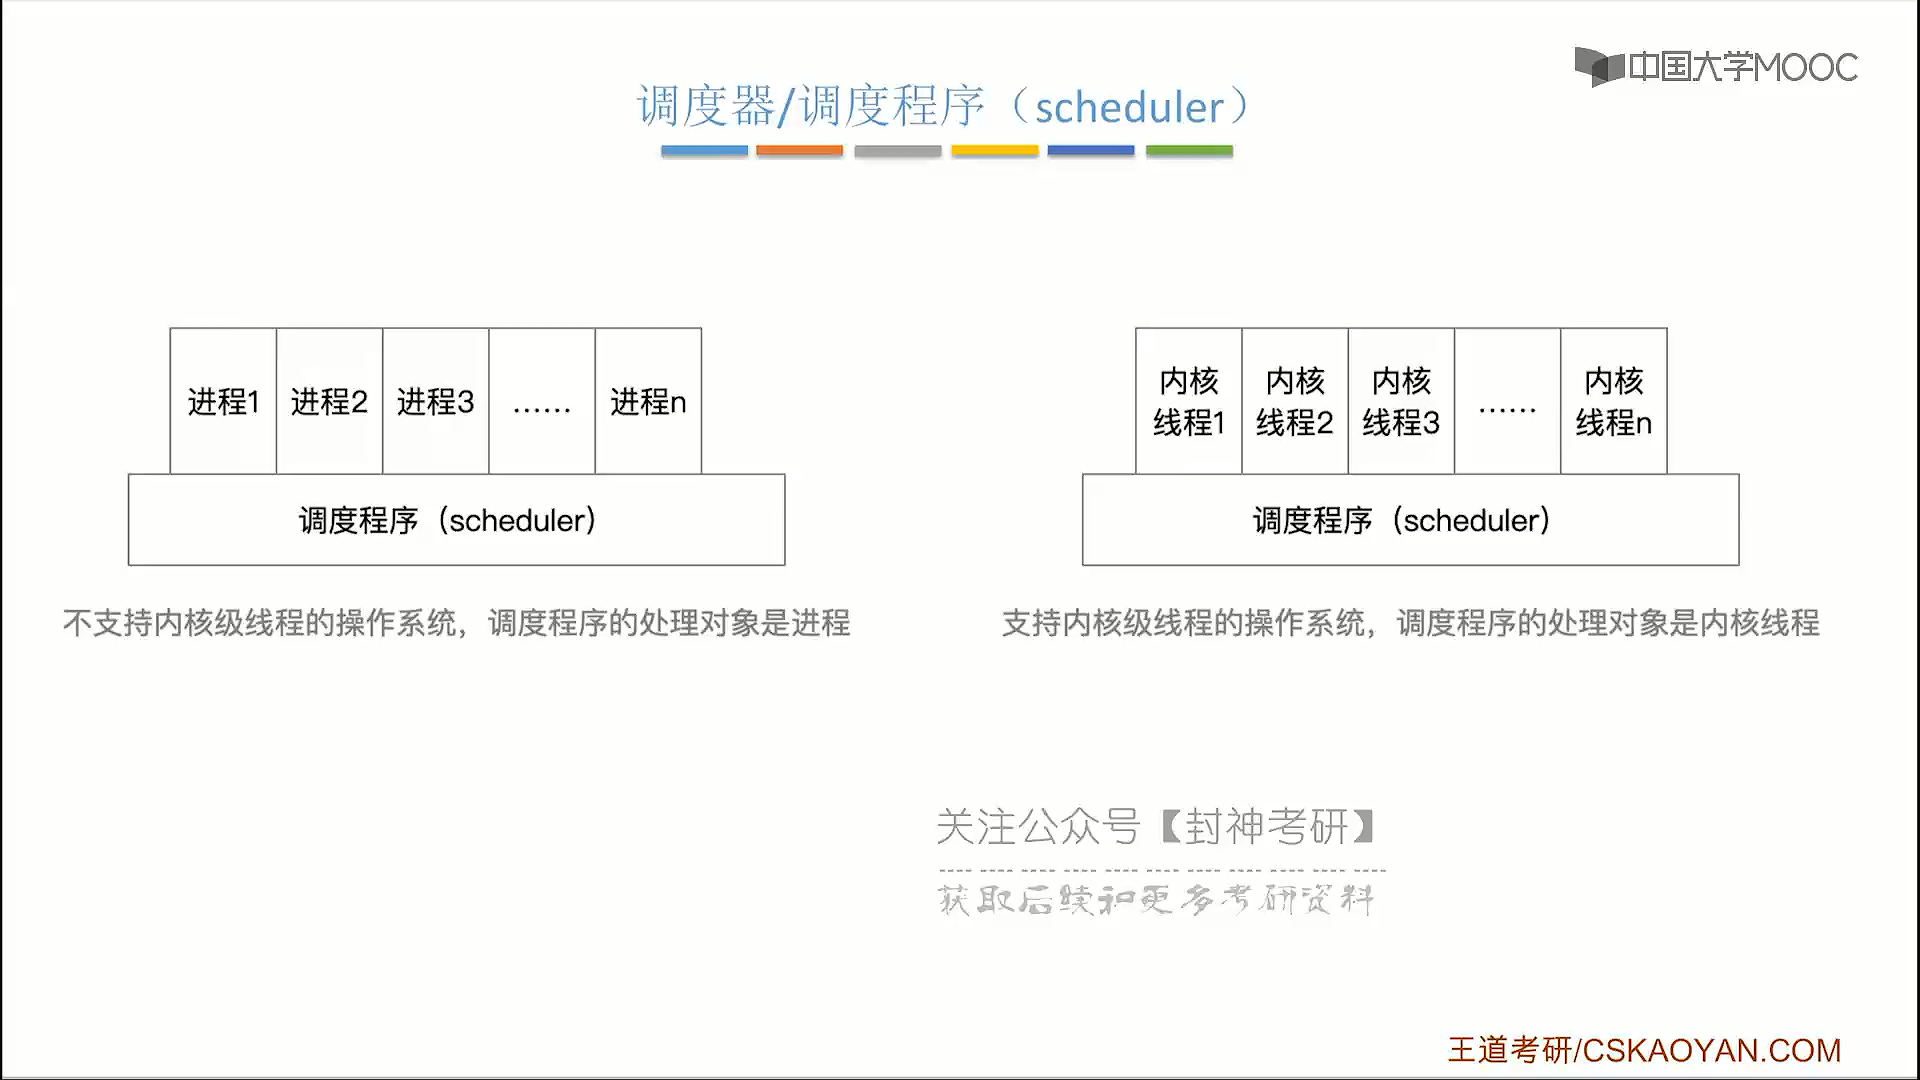 中国大学MOOC
调度器/调度程序（scheduler）
进程1 进程2 进程3 …… 进程n
调度程序（scheduler）
不支持内核级线程的操作系统，调度程序的处理对象是进程
内核线程1 内核线程2 内核线程3 …… 内核线程n
调度程序（scheduler）
支持内核级线程的操作系统，调度程序的处理对象是内核线程
关注公众号【封神考研】
获取后续和更多考研资料
王道考研/CSKAOYAN.COM